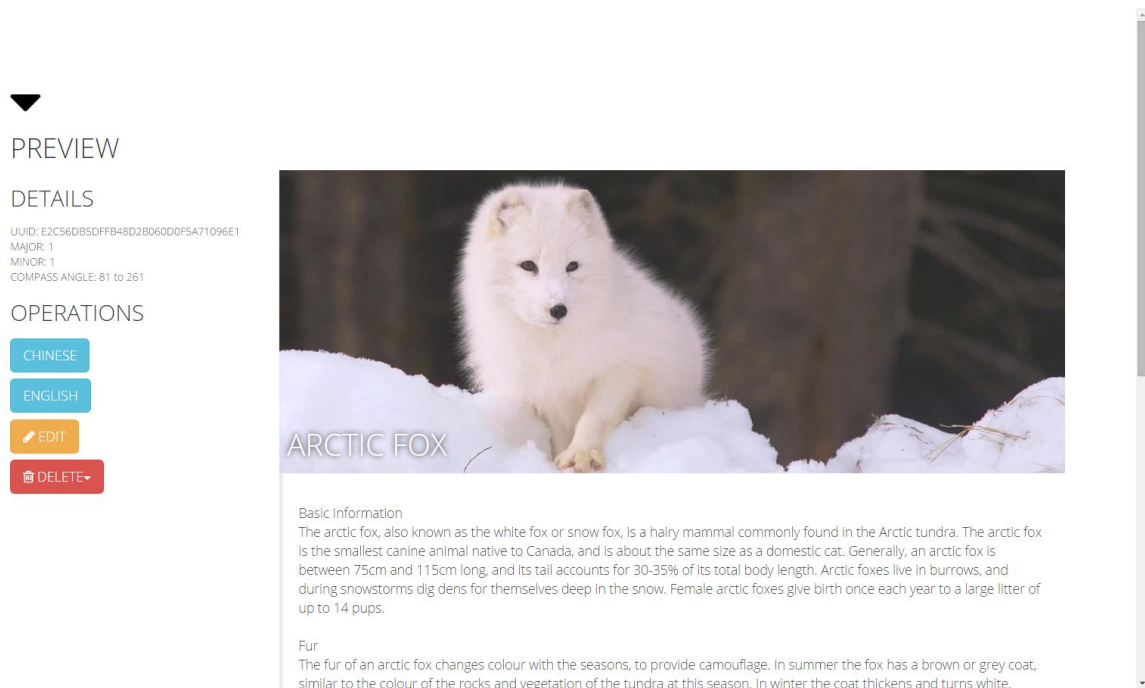 PREVIEW
DETAILS
UUID: E2C56DB5DFFB48D2B060D0F5A71096E1
MAJOR: 1
MINOR: 1
COMPASS ANGLE: 81 to 261
OPERATIONS
CHINESE
ENGLISH
EDIT
DELETE
ARCTIC FOX
Basic Information
The arctic fox, also known as the white fox or snow fox, is a hairy mammal commonly found in the Arctic tundra. The arctic fox
is the smallest canine animal native to Canada, and is about the same size as a domestic cat. Generally, an arctic fox is
between 75cm and 115cm long, and its tail accounts for 30-35% of its total body length. Arctic foxes live in burrows, and
during snowstorms dig dens for themselves deep in the snow. Female arctic foxes give birth once each year to a large litter of
up to 14 pups.
Fur
The fur of an arctic fox changes colour with the seasons, to provide camouflage. In summer the fox has a brown or grey coat,
similar to the colour of the rocks and vegetation of the tundra at this season. In winter the coat thickens and turns white,